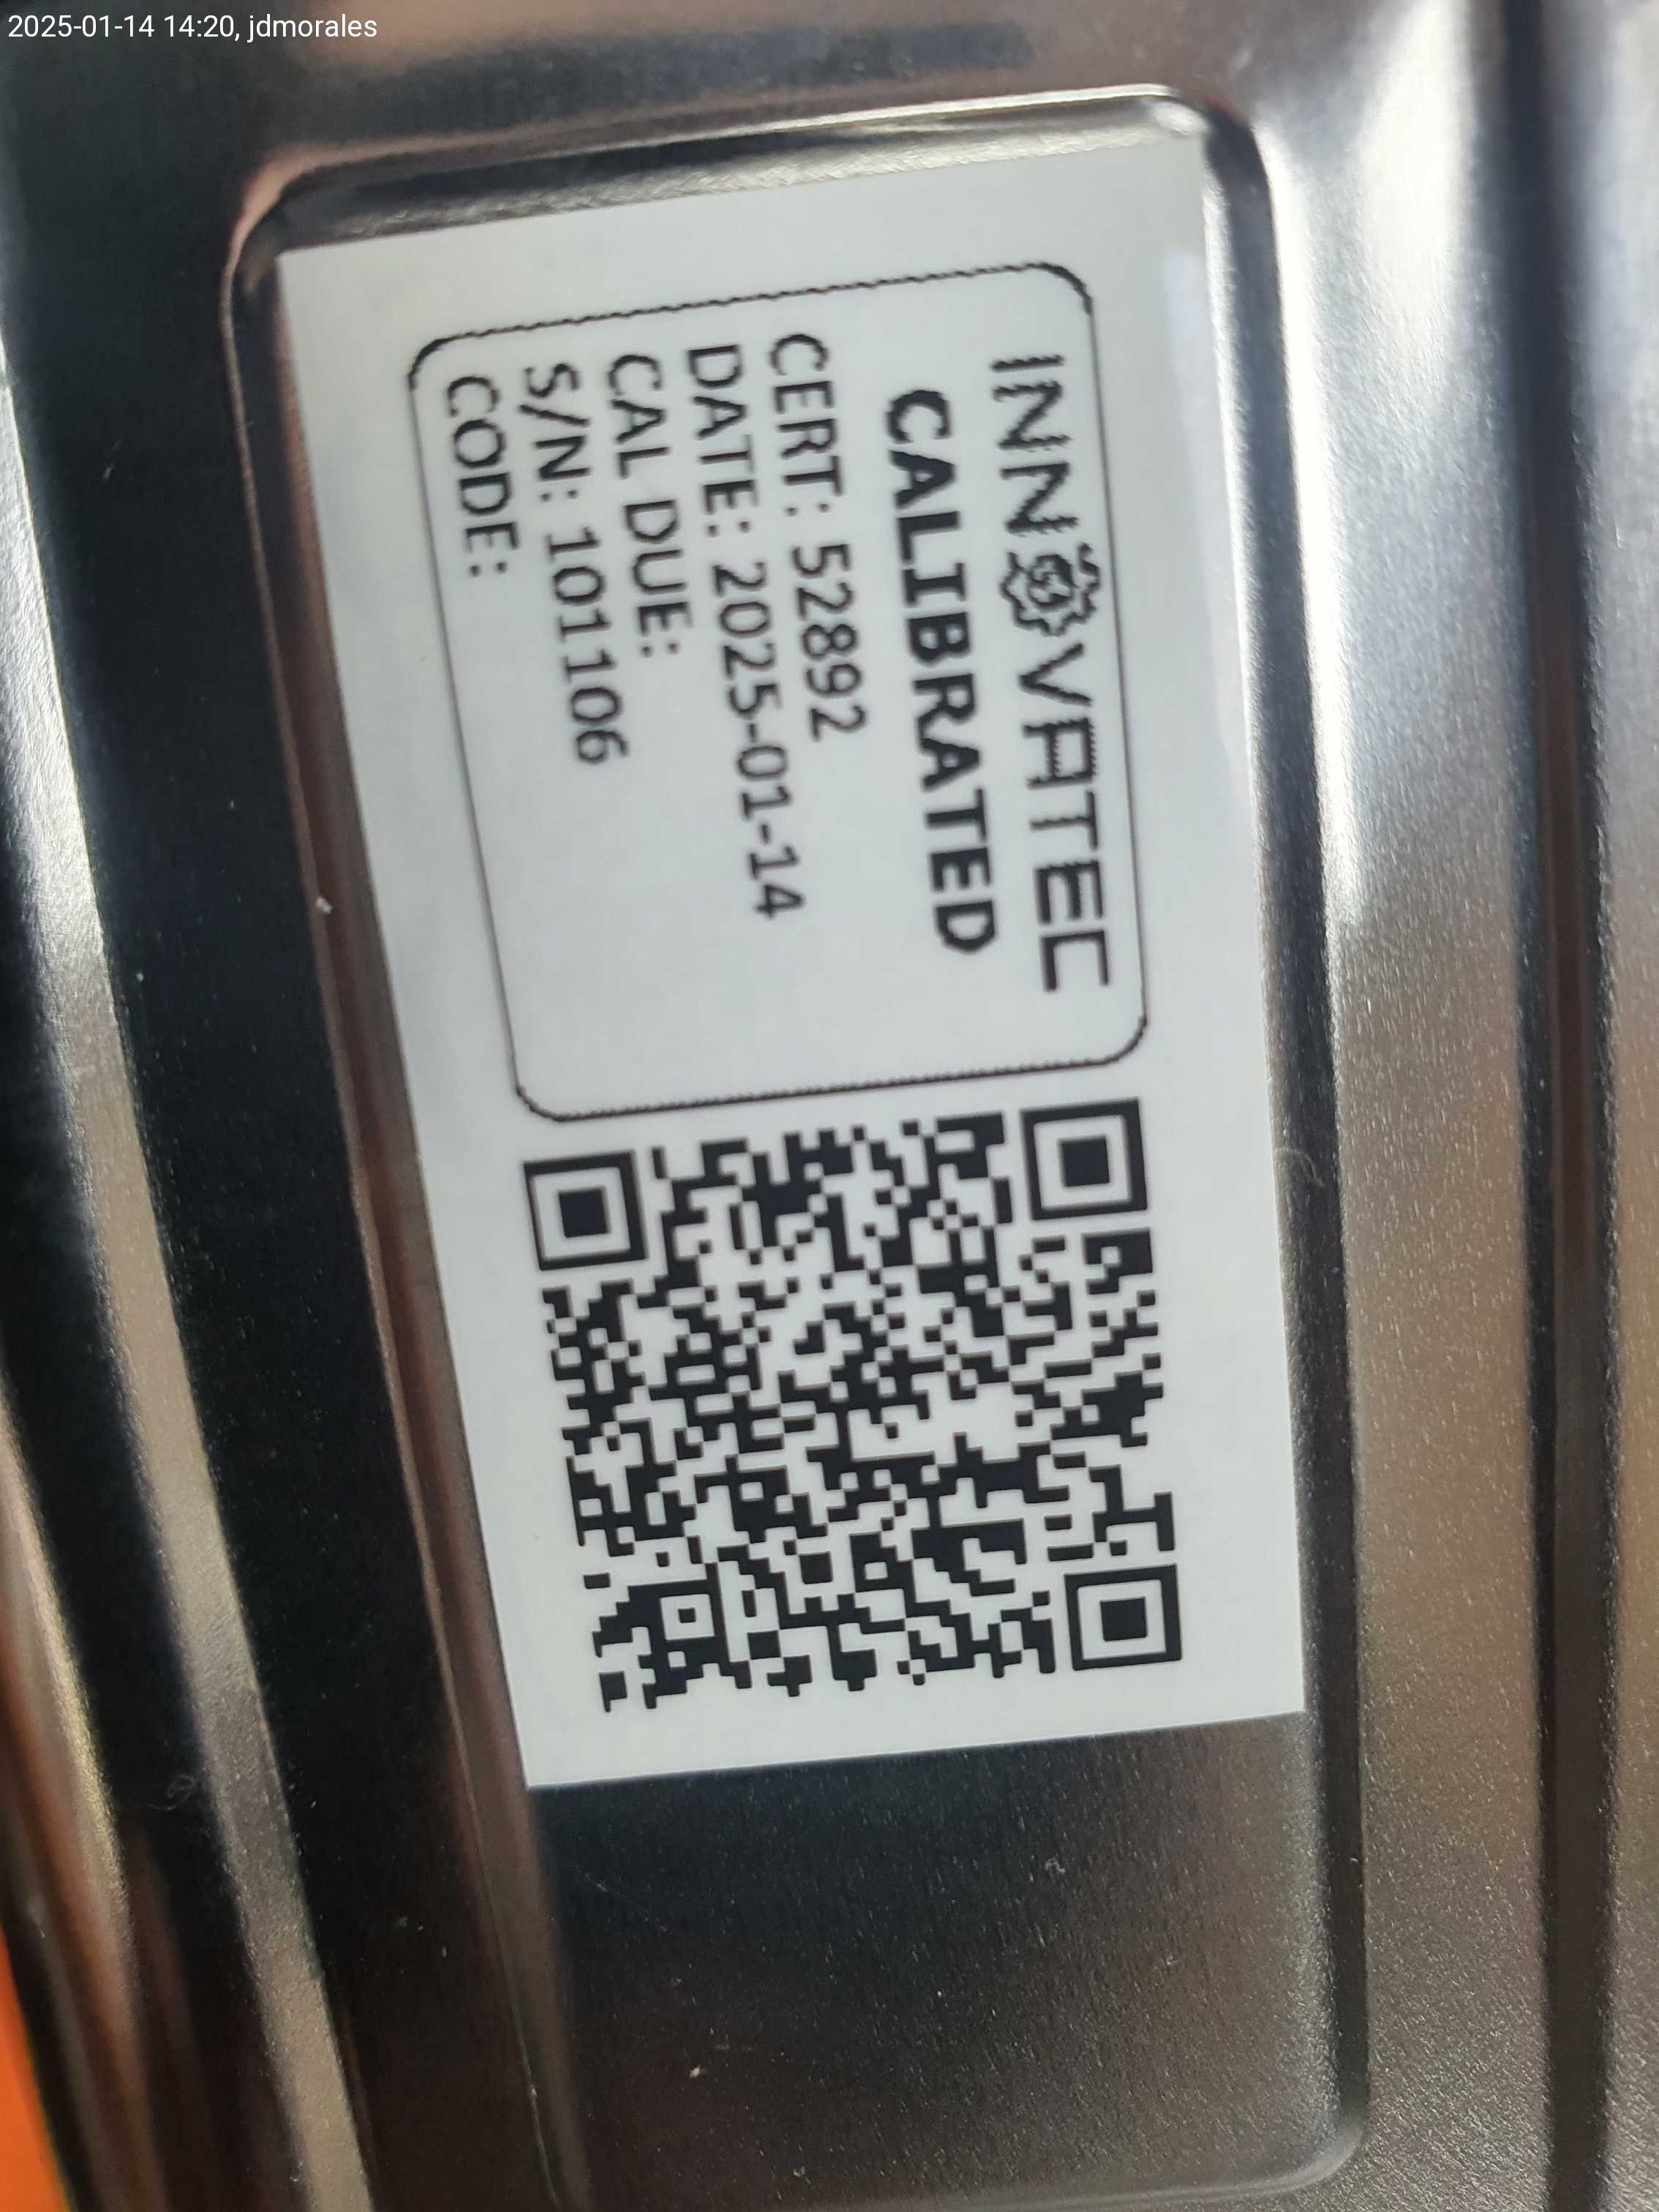 2025-01-14 14:20, jdmorales
INNOVATEC
CALIBRATED
CERT: 52892
DATE: 2025-01-14
CAL DUE:
S/N: 101106
CODE: